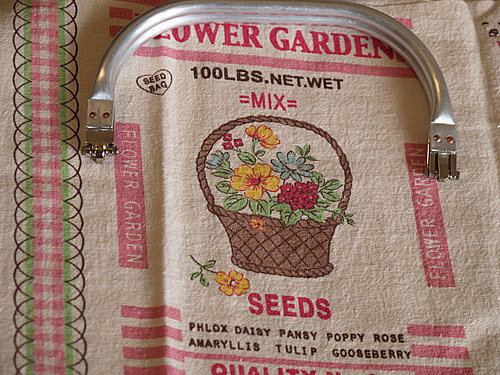 FLOWER GARDEN
SEED
BAG
100LBS.NET.WET
=MIX=
FLOWER GARDEN
FLOWER GARDEN
SEEDS
PHLOX DAISY PANSY POPPY ROSE
AMARYLLIS TULIP GOOSEBERRY
QUALITY